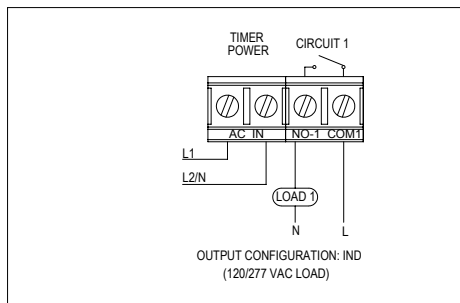 TIMER
POWER
CIRCUIT 1
AC IN NO-1 COM1
L1
L2/N
LOAD 1
N L
OUTPUT CONFIGURATION: IND
(120/277 VAC LOAD)